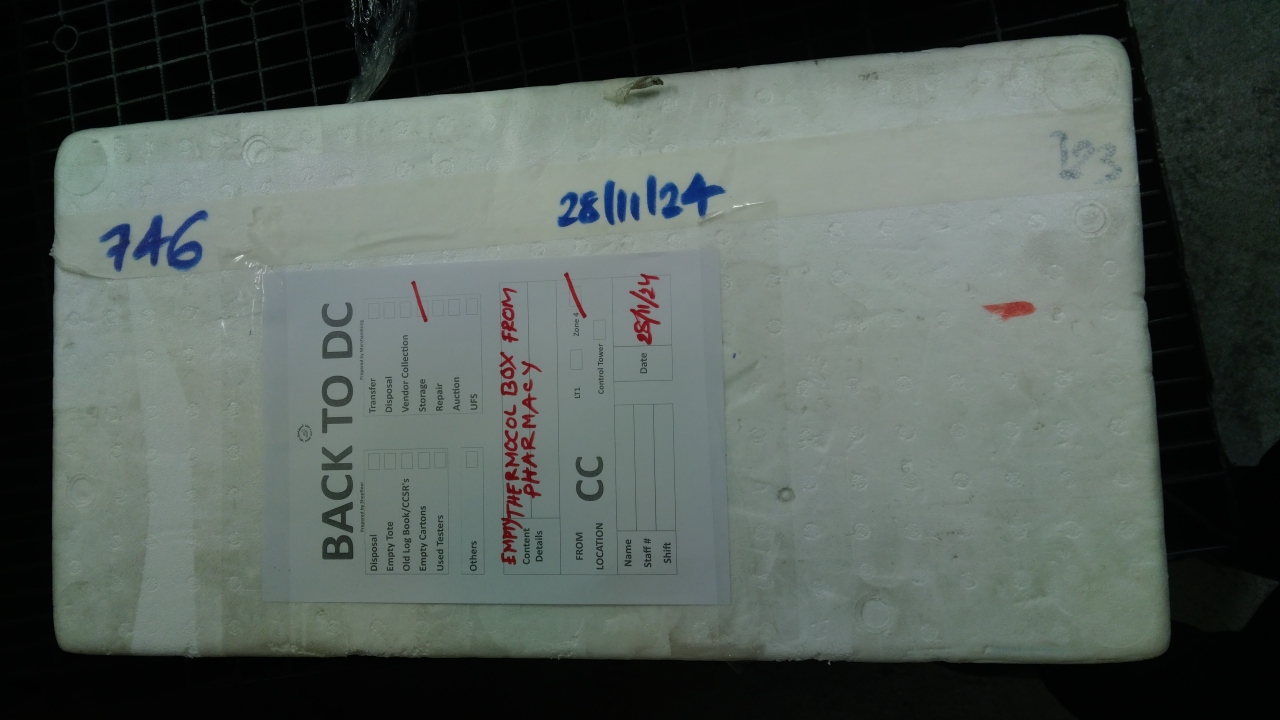 746
28/11/24
BACK TO DC
Disposal
Empty Tote
Old Log Book/CCSR's
Empty Cartons
Used Testers
Others
Transfer
Disposal
Vendor Collection
Storage
Repair
Auction
UFS
EMPTY THERMOCOL BOX FROM
PHARMACY
Content
Details
FROM
LOCATION
CC
LT1
Zone 4
Control Tower
Name
Staff #
Shift
Date
28/11/24